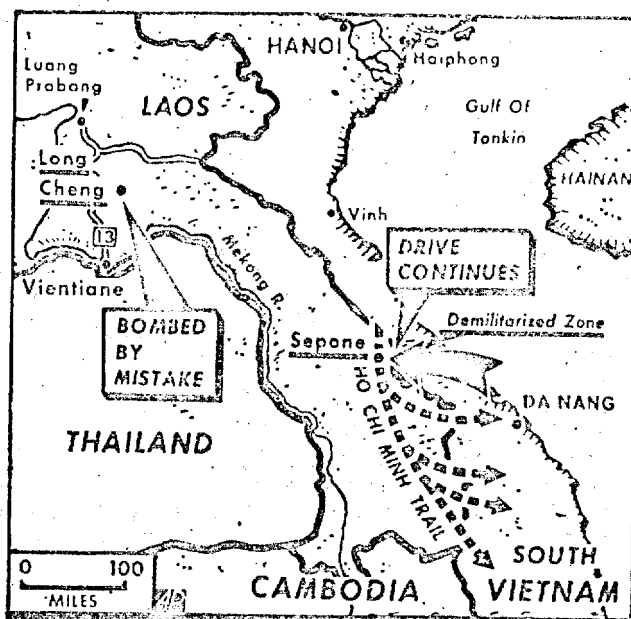 HANOI
Haiphong
Luang
Prabang
LAOS
Gulf Of
Tonkin
HAINAN
Long
Cheng
Vinh
13
Mekong R.
DRIVE
CONTINUES
Vientiane
BOMBED
BY
MISTAKE
Demilitarized Zone
Sepone
DA NANG
HO CHI MINH TRAIL
THAILAND
0 100
MILES
CAMBODIA
SOUTH
VIETNAM